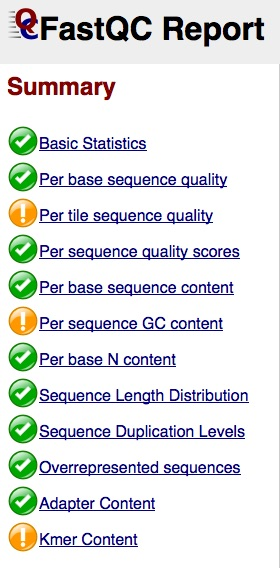 FastQC Report
Summary
Basic Statistics
Per base sequence quality
Per tile sequence quality
Per sequence quality scores
Per base sequence content
Per sequence GC content
Per base N content
Sequence Length Distribution
Sequence Duplication Levels
Overrepresented sequences
Adapter Content
Kmer Content